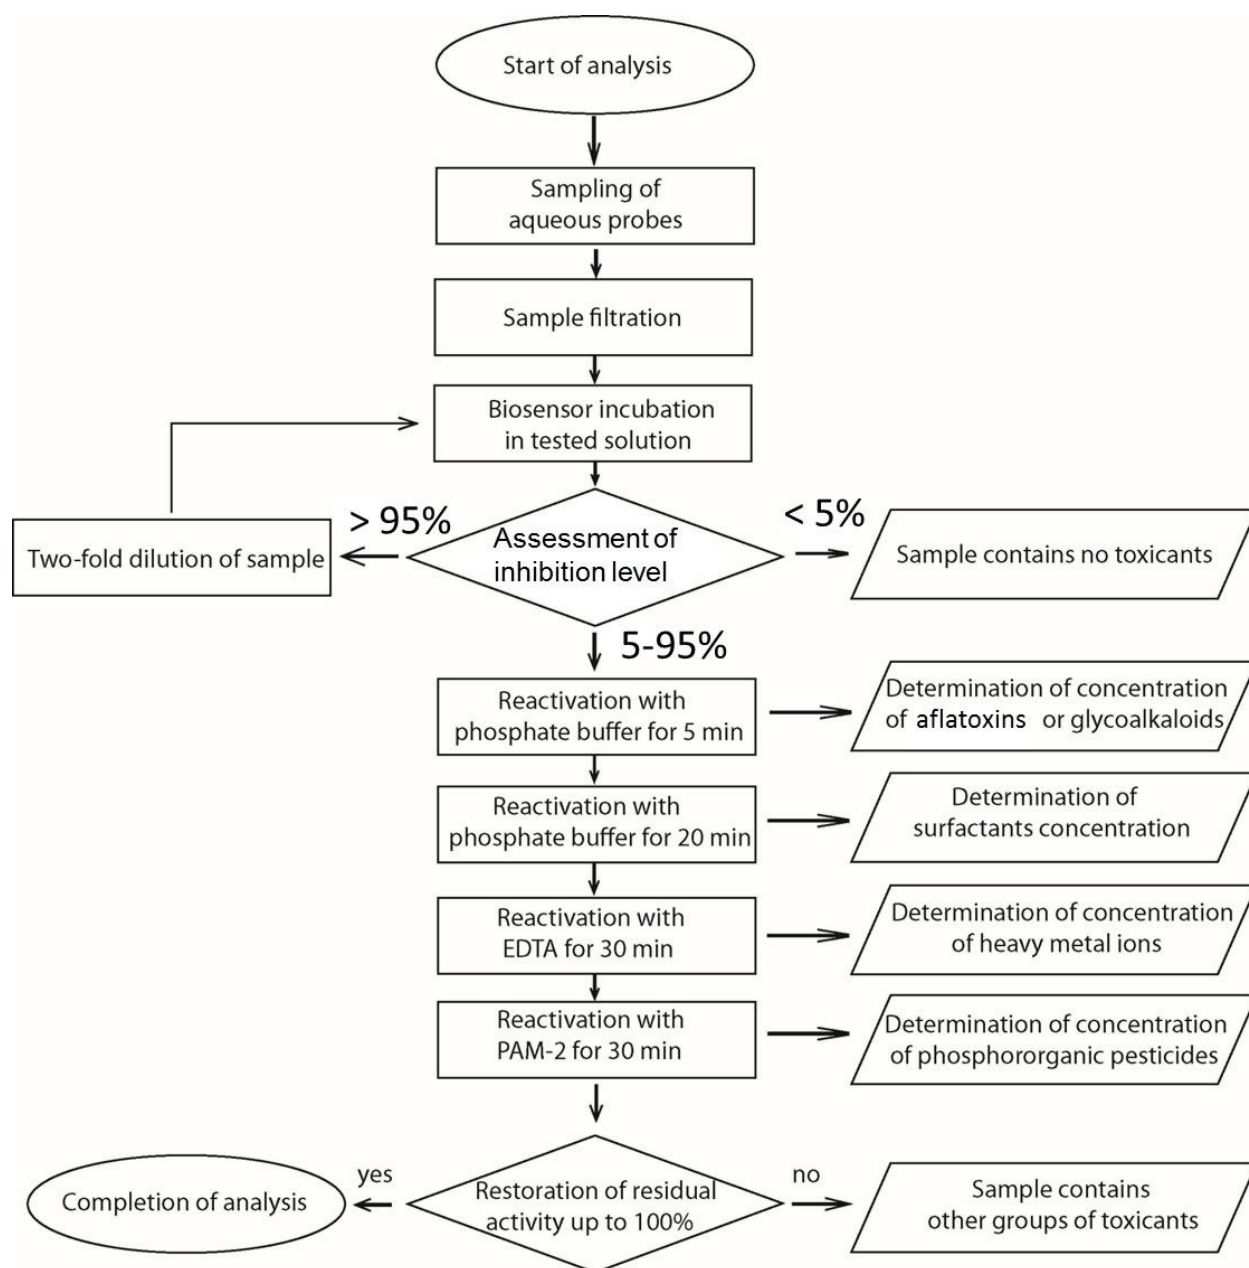 Start of analysis
Sampling of
aqueous probes
Sample filtration
Biosensor incubation
in tested solution
> 95%
< 5%
Two-fold dilution of sample
Assessment of
inhibition level
Sample contains no toxicants
5-95%
Reactivation with
phosphate buffer for 5 min
Determination of concentration
of aflatoxins or glycoalkaloids
Reactivation with
phosphate buffer for 20 min
Determination of
surfactants concentration
Reactivation with
EDTA for 30 min
Determination of concentration
of heavy metal ions
Reactivation with
PAM-2 for 30 min
Determination of concentration
of phosphororganic pesticides
yes
no
Completion of analysis
Restoration of residual
activity up to 100%
Sample contains
other groups of toxicants